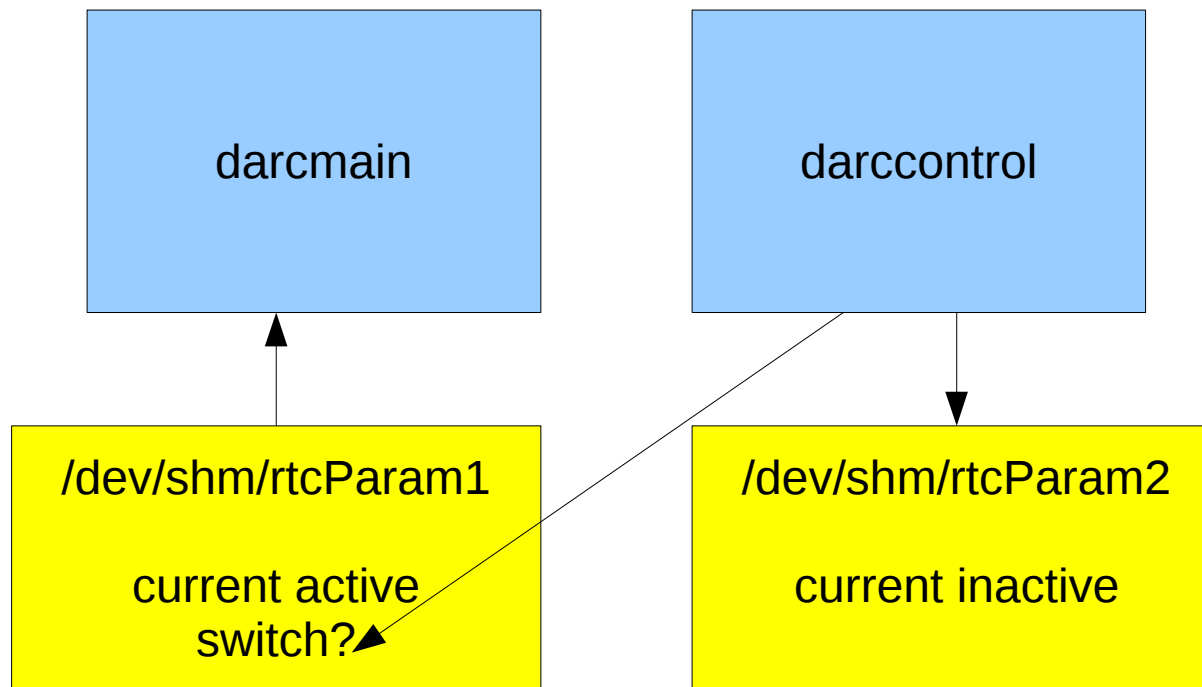 darcmain
darccontrol
/dev/shm/rtcParam1
current active
switch?
/dev/shm/rtcParam2
current inactive